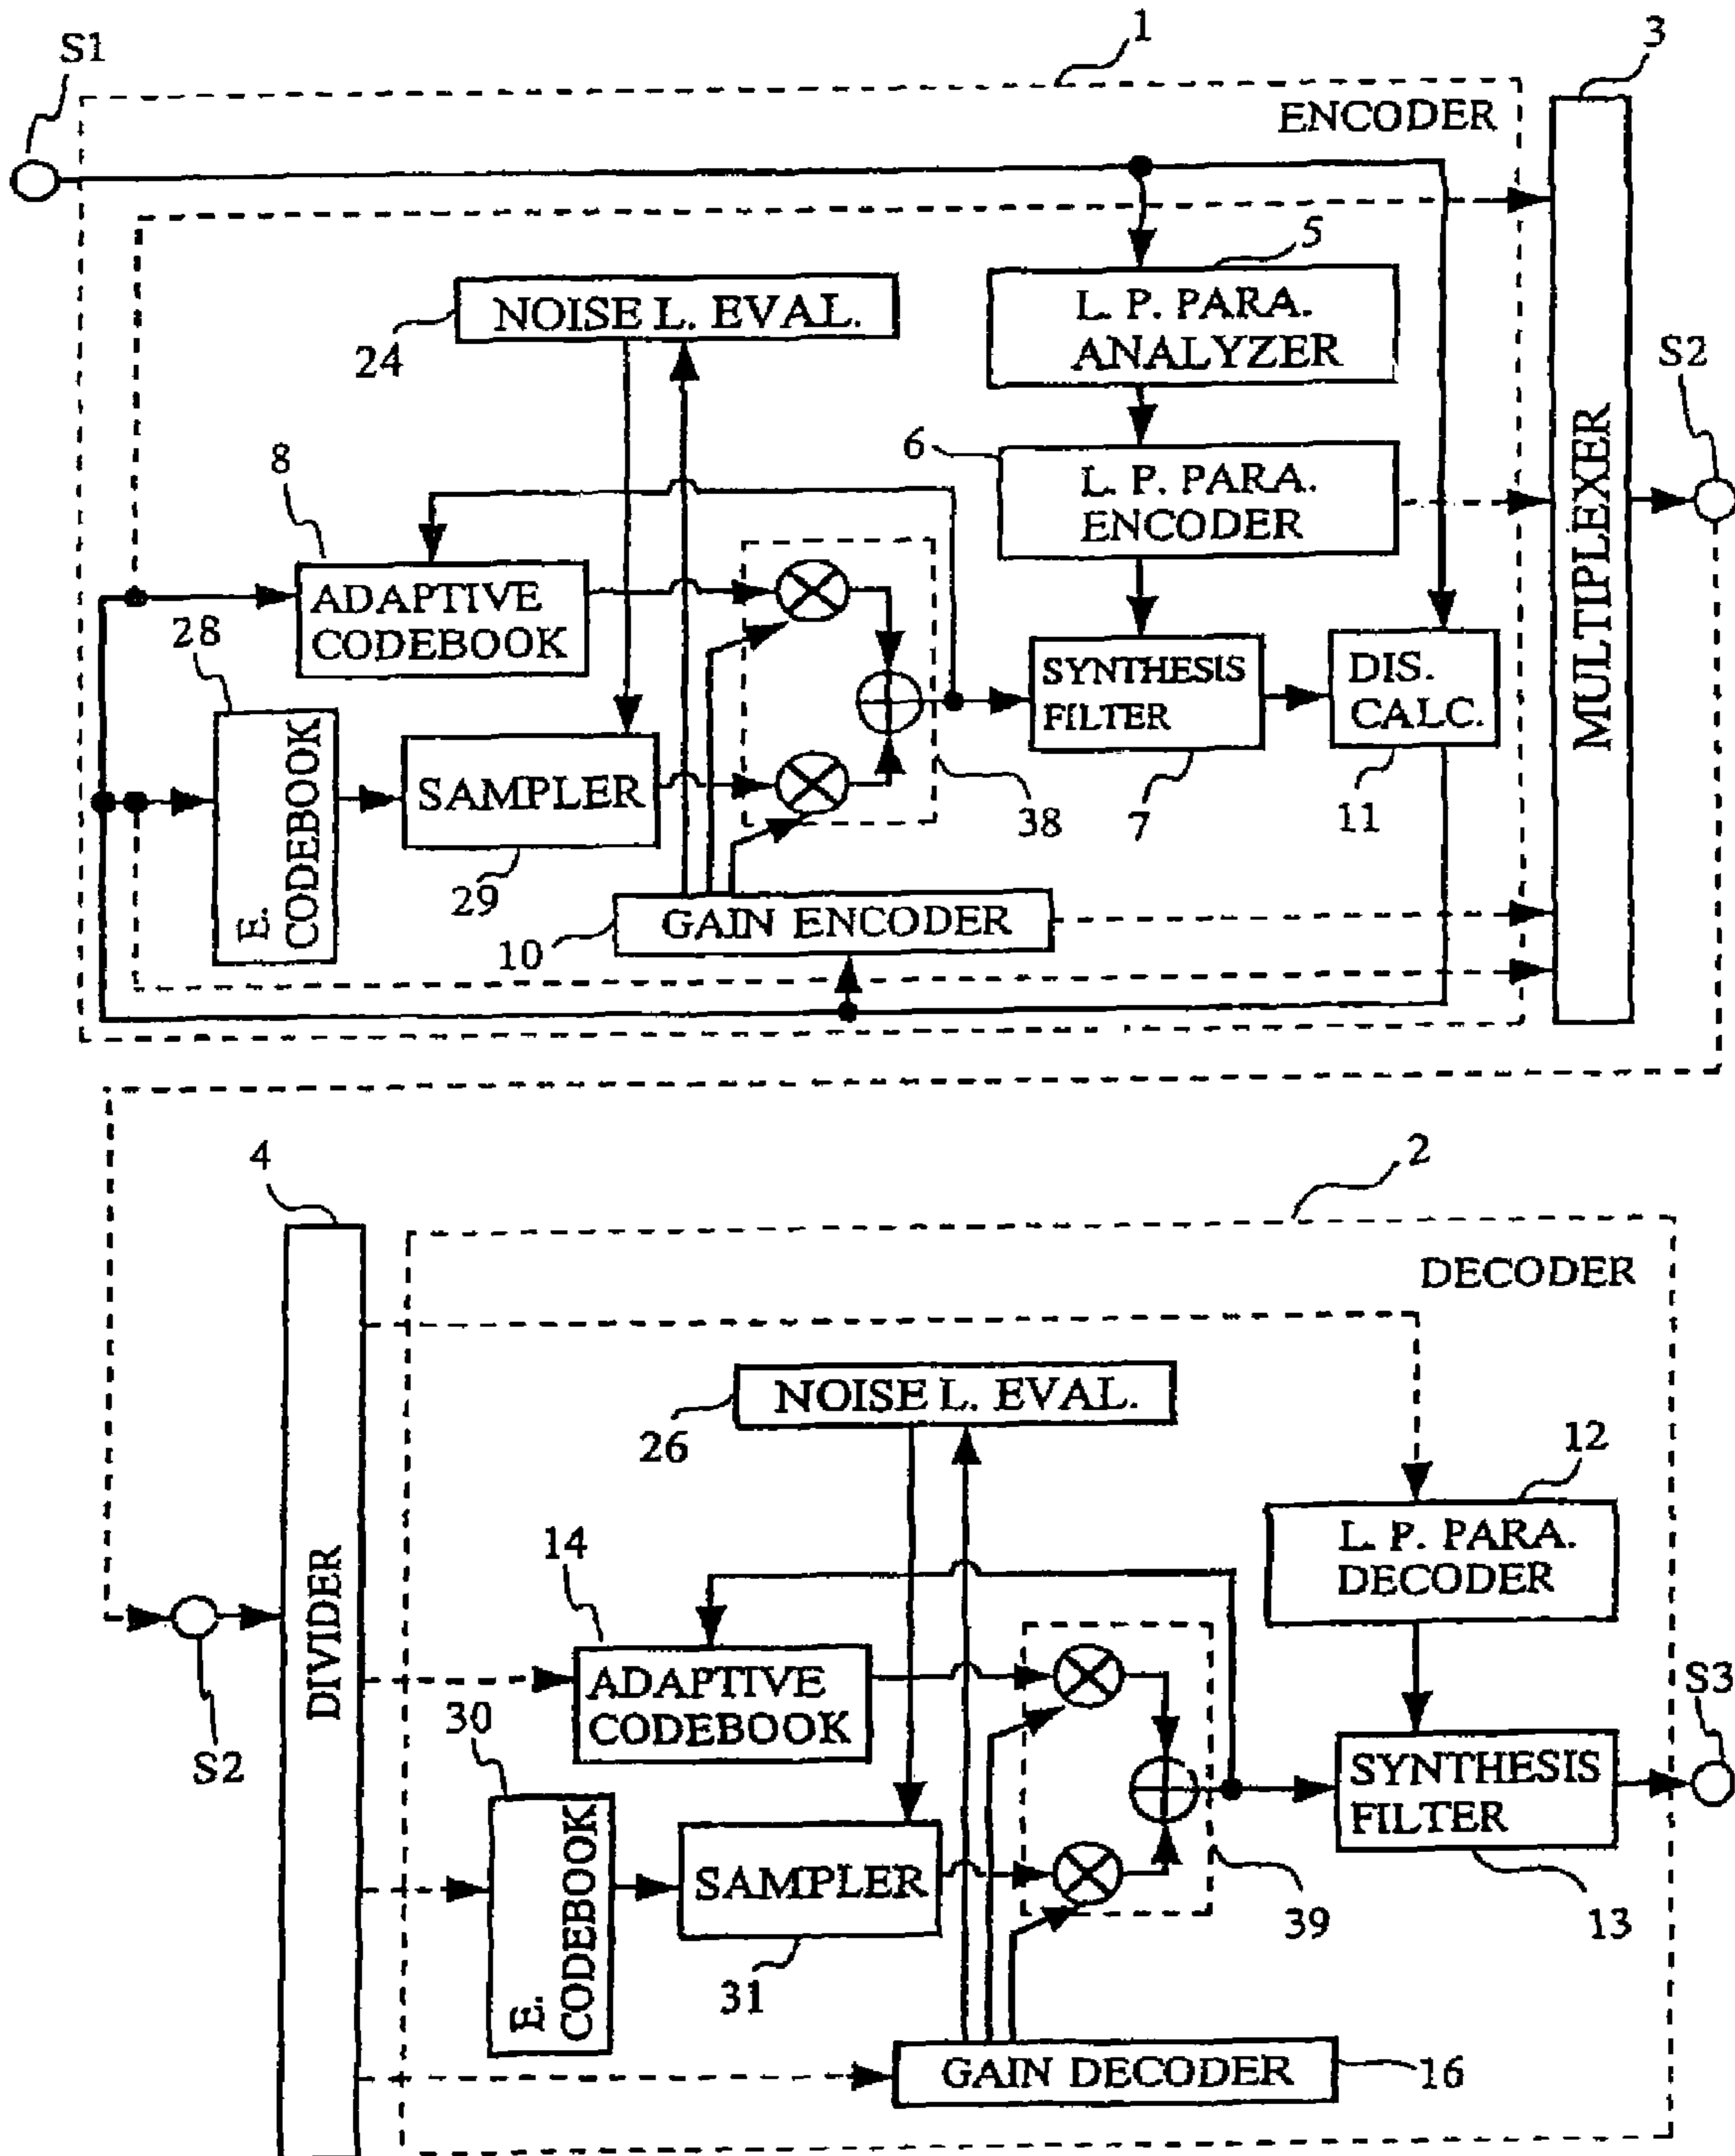 S1
1
3
ENCODER
5
NOISE L. EVAL.
24
L. P. PARA.
ANALYZER
S2
6
L. P. PARA.
ENCODER
MULTIPLEXER
8
ADAPTIVE
CODEBOOK
28
E.
CODEBOOK
SAMPLER
29
38
SYNTHESIS
FILTER
7
DIS.
CALC.
11
GAIN ENCODER
10
4
2
DECODER
DIVIDER
NOISE L. EVAL.
26
12
L. P. PARA.
DECODER
14
ADAPTIVE
CODEBOOK
S2
30
E.
CODEBOOK
SAMPLER
31
39
SYNTHESIS
FILTER
13
S3
GAIN DECODER
16